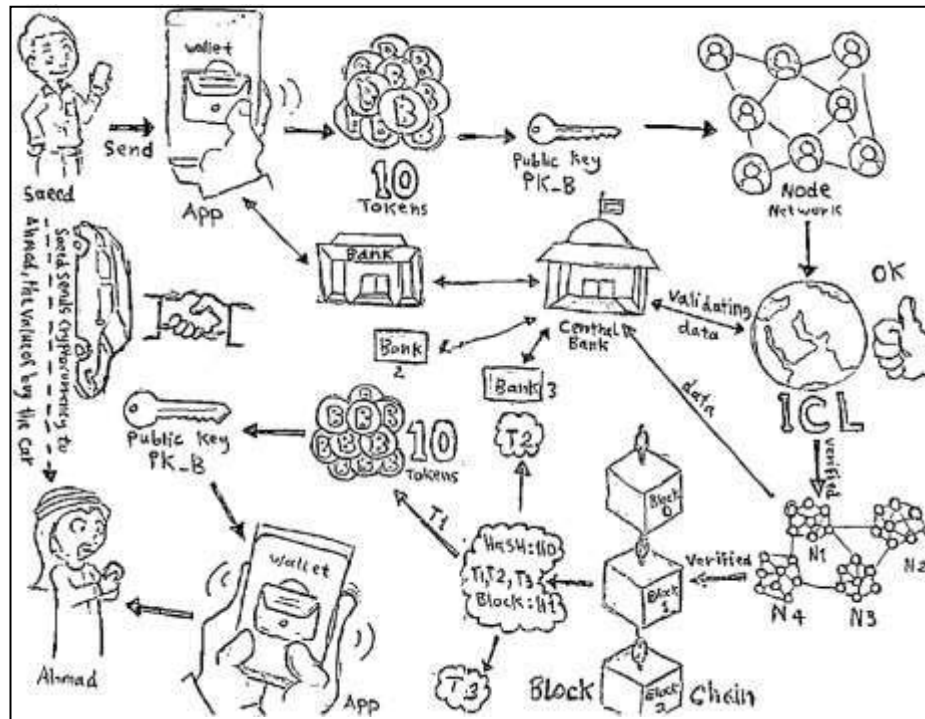 wallet
Send
Saeed
App
10
Tokens
Public Key
PK_B
Node
Network
Bank
Central
Bank
Validating
data
OK
ICL
Bank
2
Bank 3
data
verified
Saeed sends cryptocurrency to
Ahmad, the value of buy the car
Public Key
PK_B
10
Tokens
T1
T2
Hash:H0
T1,T2,T3
Block:H1
T3
Block
0
Block
1
Block
2
Verified
N1
N2
N3
N4
wallet
Ahmad
App
Block
Chain